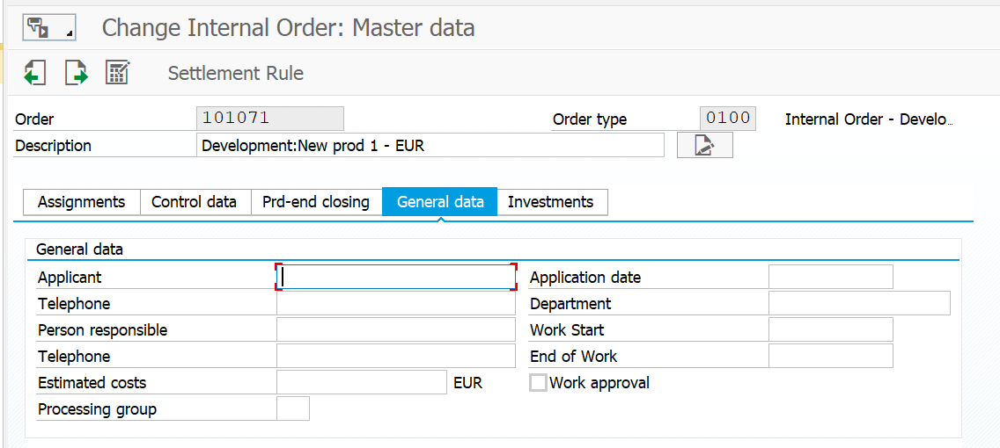 Change Internal Order: Master data
Settlement Rule
Order 101071 Order type 0100 Internal Order - Develo...
Description Development:New prod 1 - EUR
Assignments Control data Prd-end closing General data Investments
General data
Applicant Application date
Telephone Department
Person responsible Work Start
Telephone End of Work
Estimated costs EUR Work approval
Processing group